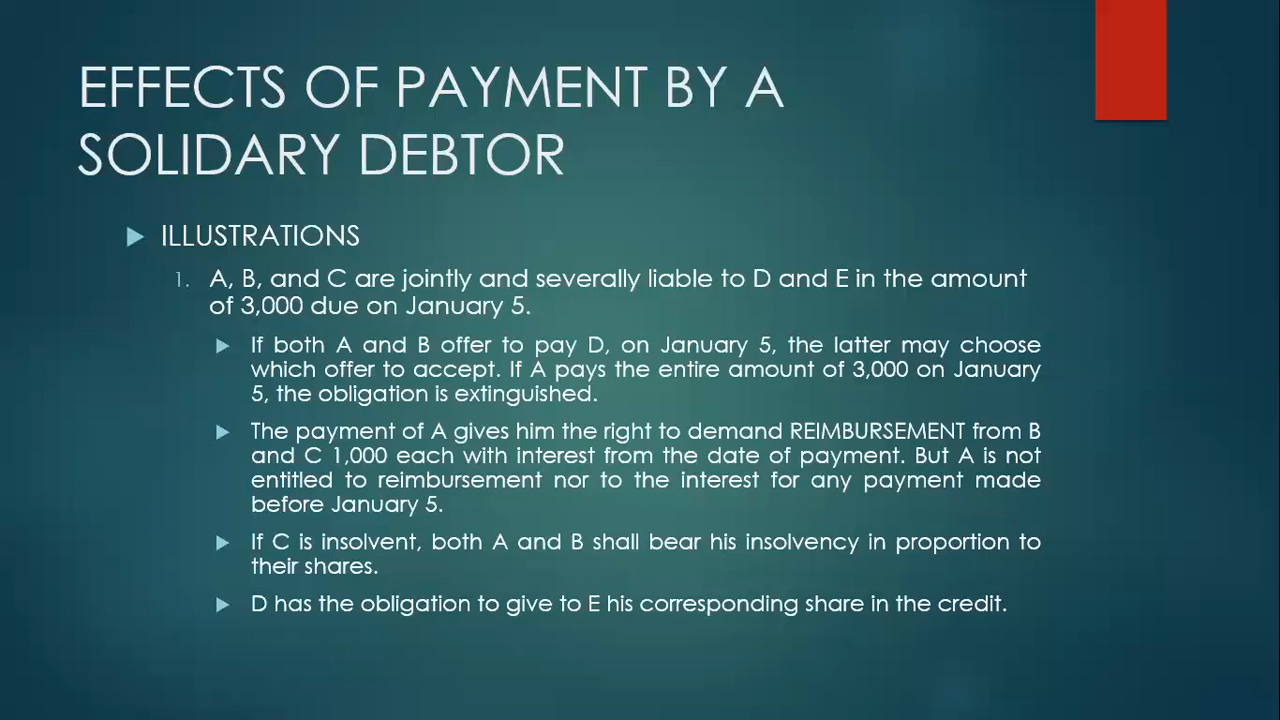 EFFECTS OF PAYMENT BY A
SOLIDARY DEBTOR
ILLUSTRATIONS
1. A, B, and C are jointly and severally liable to D and E in the amount
of 3,000 due on January 5.
If both A and B offer to pay D, on January 5, the latter may choose
which offer to accept. If A pays the entire amount of 3,000 on January
5, the obligation is extinguished.
The payment of A gives him the right to demand REIMBURSEMENT from B
and C 1,000 each with interest from the date of payment. But A is not
entitled to reimbursement nor to the interest for any payment made
before January 5.
If C is insolvent, both A and B shall bear his insolvency in proportion to
their shares.
D has the obligation to give to E his corresponding share in the credit.